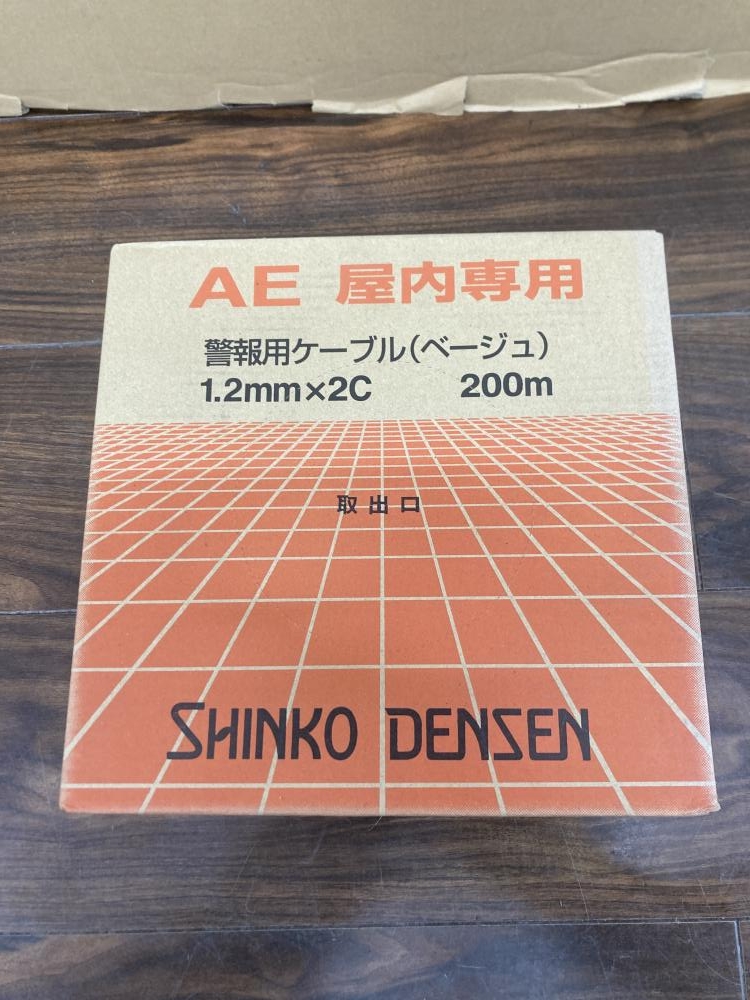 AE 屋内専用
警報用ケーブル(ベージュ)
1.2mm×2C 200m
取出口
SHINKO DENSEN